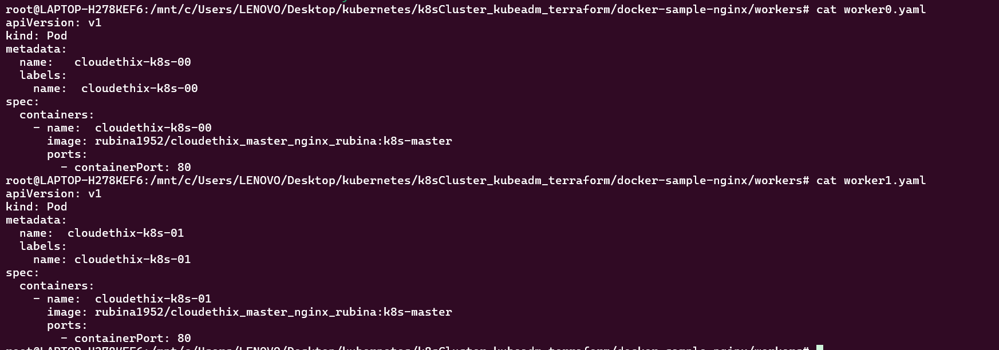 root@LAPTOP-H278KEF6:/mnt/c/Users/LENOVO/Desktop/kubernetes/k8sCluster_kubeadm_terraform/docker-sample-nginx/workers# cat worker0.yaml
apiVersion: v1
kind: Pod
metadata:
  name:   cloudethix-k8s-00
  labels:
    name:  cloudethix-k8s-00
spec:
  containers:
    - name:  cloudethix-k8s-00
      image: rubina1952/cloudethix_master_nginx_rubina:k8s-master
      ports:
        - containerPort: 80
root@LAPTOP-H278KEF6:/mnt/c/Users/LENOVO/Desktop/kubernetes/k8sCluster_kubeadm_terraform/docker-sample-nginx/workers# cat worker1.yaml
apiVersion: v1
kind: Pod
metadata:
  name:  cloudethix-k8s-01
  labels:
    name: cloudethix-k8s-01
spec:
  containers:
    - name:  cloudethix-k8s-01
      image: rubina1952/cloudethix_master_nginx_rubina:k8s-master
      ports:
        - containerPort: 80
root@LAPTOP-H278KEF6:/mnt/c/Users/LENOVO/Desktop/kubernetes/k8sCluster_kubeadm_terraform/docker-sample-nginx/workers#